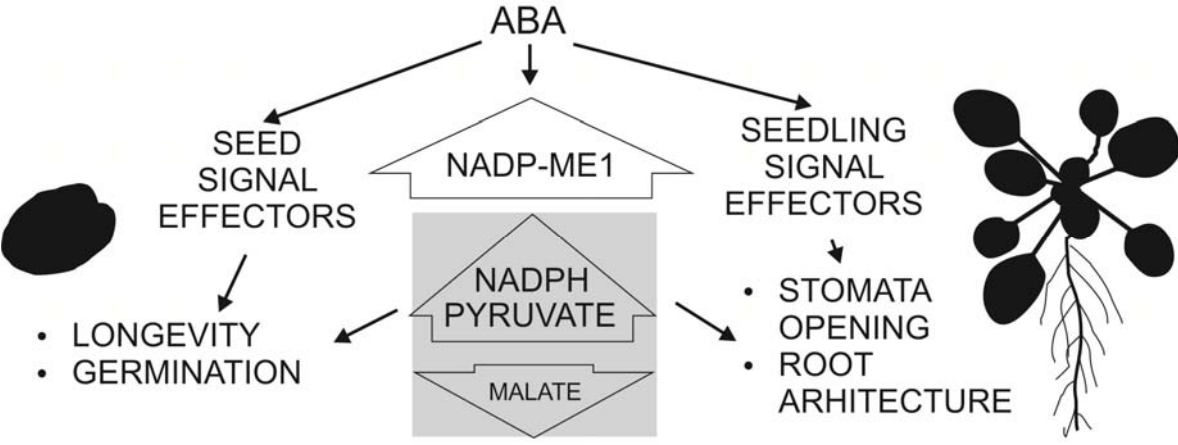 ABA
SEED
SIGNAL
EFFECTORS
NADP-ME1
SEEDLING
SIGNAL
EFFECTORS
NADPH
PYRUVATE
MALATE
• LONGEVITY
• GERMINATION
• STOMATA
OPENING
• ROOT
ARHITECTURE